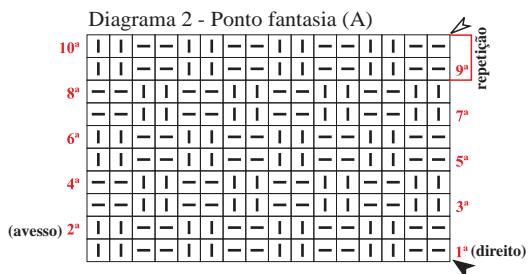 Diagrama 2 - Ponto fantasia (A)
10ª
repetição
9ª
8ª
7ª
6ª
5ª
4ª
3ª
(avesso) 2ª
1ª (direito)